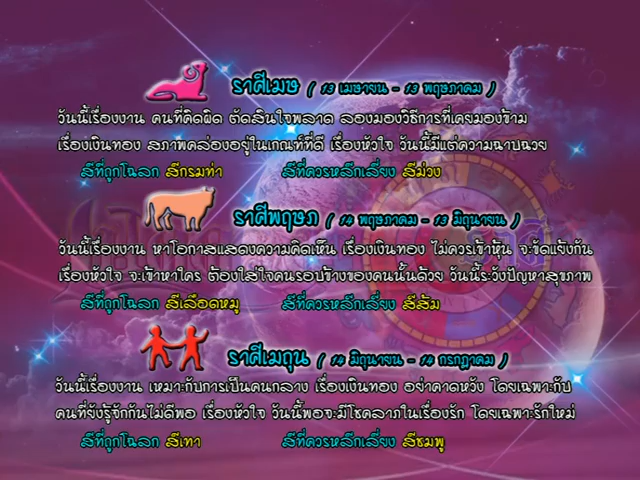 ราศีเมษ ( 13 เมษายน - 13 พฤษภาคม )
วันนี้เรื่องงาน คนที่คิดผิด ตัดสินใจพลาด ลองมองวิธีการที่เคยมองข้าม
เรื่องเงินทอง สภาพคล่องอยู่ในเกณฑ์ที่ดี เรื่องหัวใจ วันนี้มีแต่ความฉาบฉวย
สีที่ถูกโฉลก สีกรมท่า สีที่ควรหลีกเลี่ยง สีม่วง
ราศีพฤษภ ( 14 พฤษภาคม - 13 มิถุนายน )
วันนี้เรื่องงาน หาโอกาสแสดงความคิดเห็น เรื่องเงินทอง ไม่ควรเข้าหุ้น จะขัดแย้งกัน
เรื่องหัวใจ จะเข้าหาใคร ต้องใส่ใจคนรอบข้างของคนนั้นด้วย วันนี้ระวังปัญหาสุขภาพ
สีที่ถูกโฉลก สีเลือดหมู สีที่ควรหลีกเลี่ยง สีส้ม
ราศีเมถุน ( 14 มิถุนายน - 14 กรกฎาคม )
วันนี้เรื่องงาน เหมาะกับการเป็นคนกลาง เรื่องเงินทอง อย่าคาดหวัง โดยเฉพาะกับ
คนที่ยังรู้จักกันไม่ดีพอ เรื่องหัวใจ วันนี้พอจะมีโชคลาภในเรื่องรัก โดยเฉพาะรักใหม่
สีที่ถูกโฉลก สีเทา สีที่ควรหลีกเลี่ยง สีชมพู